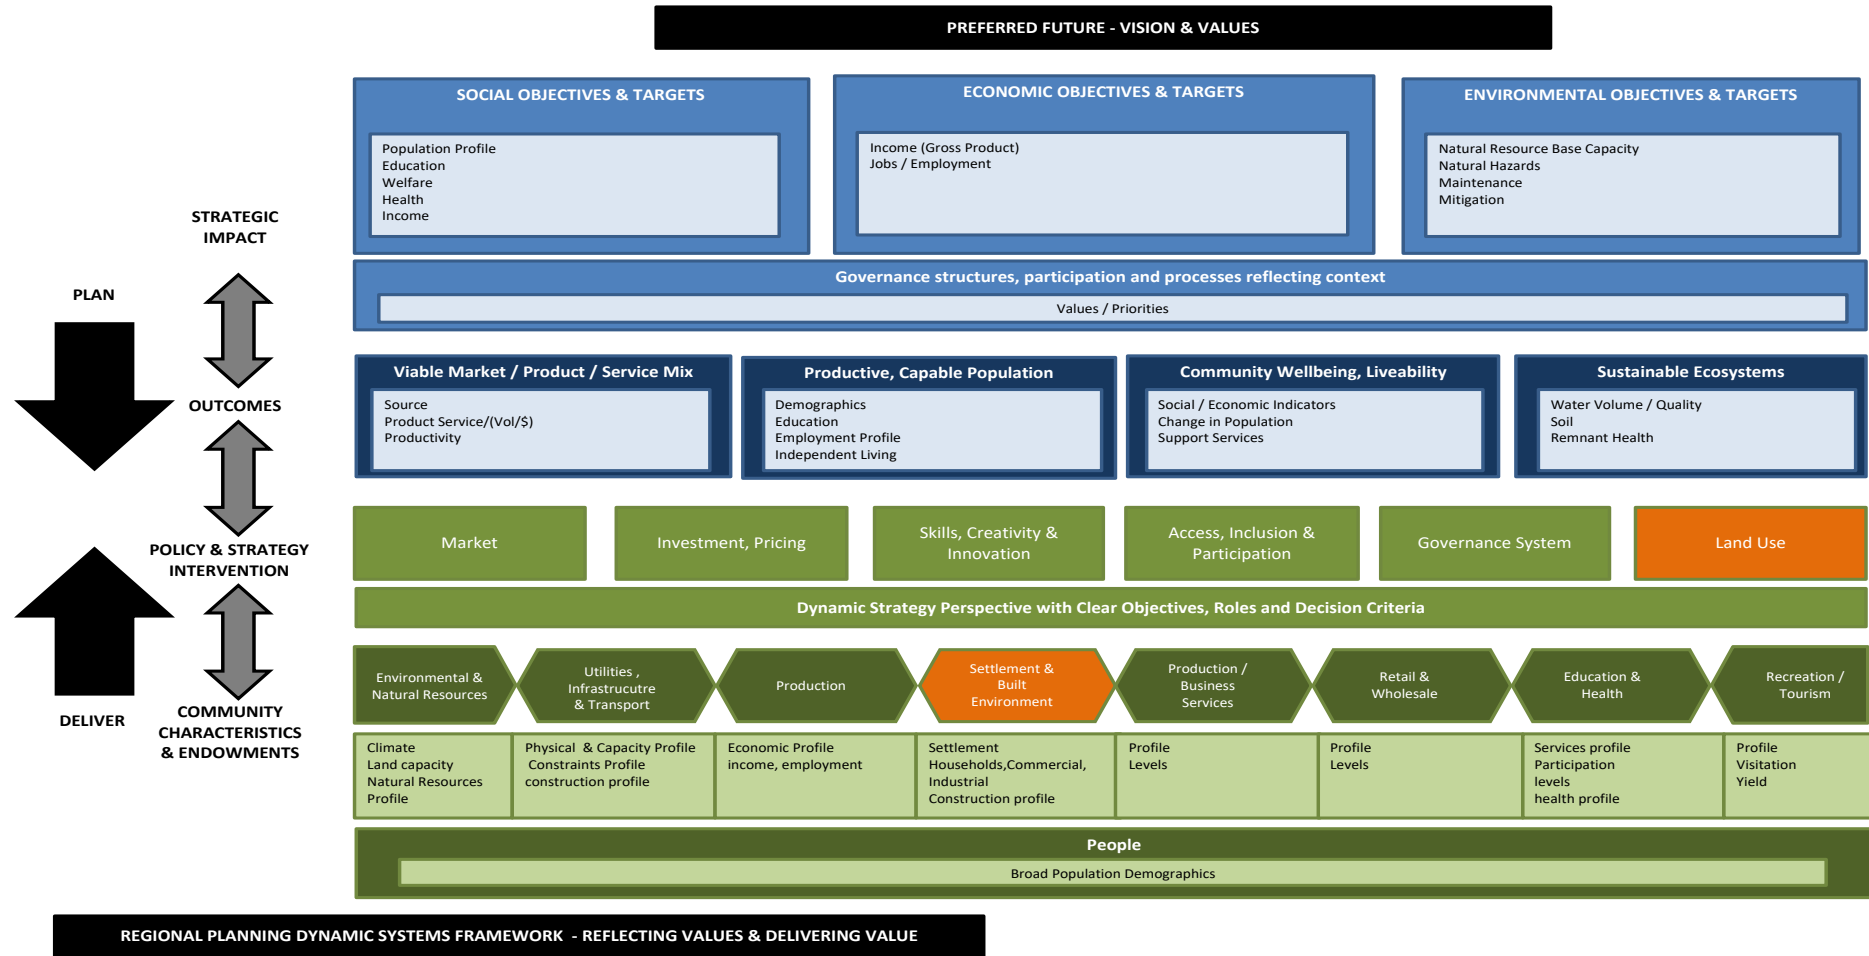 PREFERRED FUTURE - VISION & VALUES
SOCIAL OBJECTIVES & TARGETS
Population Profile
Education
Welfare
Health
Income
ECONOMIC OBJECTIVES & TARGETS
Income (Gross Product)
Jobs / Employment
ENVIRONMENTAL OBJECTIVES & TARGETS
Natural Resource Base Capacity
Natural Hazards
Maintenance
Mitigation
STRATEGIC
IMPACT
Governance structures, participation and processes reflecting context
Values / Priorities
PLAN
OUTCOMES
Viable Market / Product / Service Mix
Source
Product Service/(Vol/$)
Productivity
Productive, Capable Population
Demographics
Education
Employment Profile
Independent Living
Community Wellbeing, Liveability
Social / Economic Indicators
Change in Population
Support Services
Sustainable Ecosystems
Water Volume / Quality
Soil
Remnant Health
POLICY & STRATEGY
INTERVENTION
Market
Investment, Pricing
Skills, Creativity &
Innovation
Access, Inclusion &
Participation
Governance System
Land Use
Dynamic Strategy Perspective with Clear Objectives, Roles and Decision Criteria
DELIVER
COMMUNITY
CHARACTERISTICS
& ENDOWMENTS
Environmental &
Natural Resources
Utilities ,
Infrastrucutre
& Transport
Production
Settlement &
Built
Environment
Production /
Business
Services
Retail &
Wholesale
Education &
Health
Recreation /
Tourism
Climate
Land capacity
Natural Resources
Profile
Physical & Capacity Profile
Constraints Profile
construction profile
Economic Profile
income, employment
Settlement
Households,Commercial,
Industrial
Construction profile
Profile
Levels
Profile
Levels
Services profile
Participation
levels
health profile
Profile
Visitation
Yield
People
Broad Population Demographics
REGIONAL PLANNING DYNAMIC SYSTEMS FRAMEWORK - REFLECTING VALUES & DELIVERING VALUE